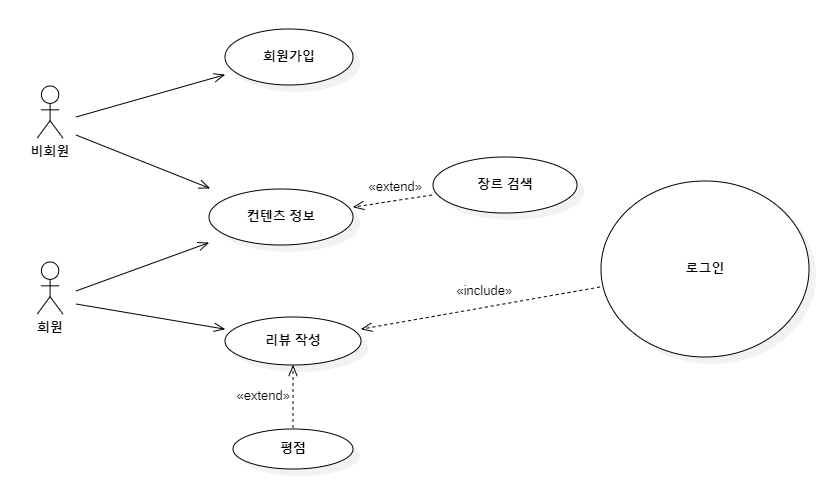 회원가입
비회원
«extend»
장르 검색
컨텐츠 정보
로그인
«include»
회원
리뷰 작성
«extend»
평점